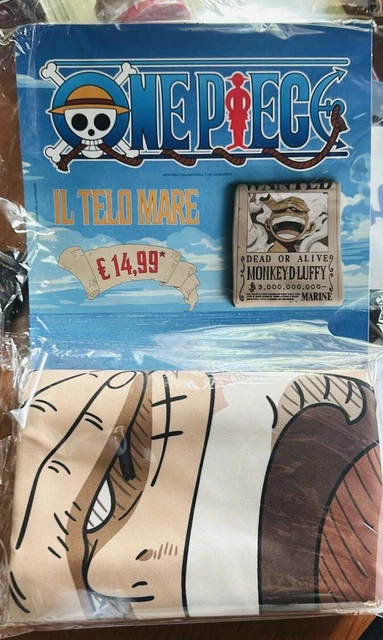 ONE PIECE
IL TELO MARE
€ 14,99*
WANTED
DEAD OR ALIVE
MONKEY·D·LUFFY
3,000,000,000-
MARINE